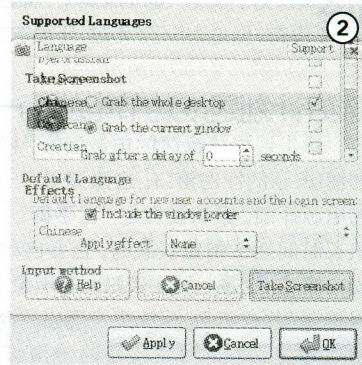 Supported Languages
2
Language Support
Byelorussian
Take Screenshot
Chinese Grab the whole desktop
Grab the current window
Croatian
Grab after a delay of 0 seconds
Default Language
Effects
Default language for new user accounts and the login screen:
Include the window border
Chinese
Apply effect None
Input method
Help Cancel Take Screenshot
Apply Cancel OK